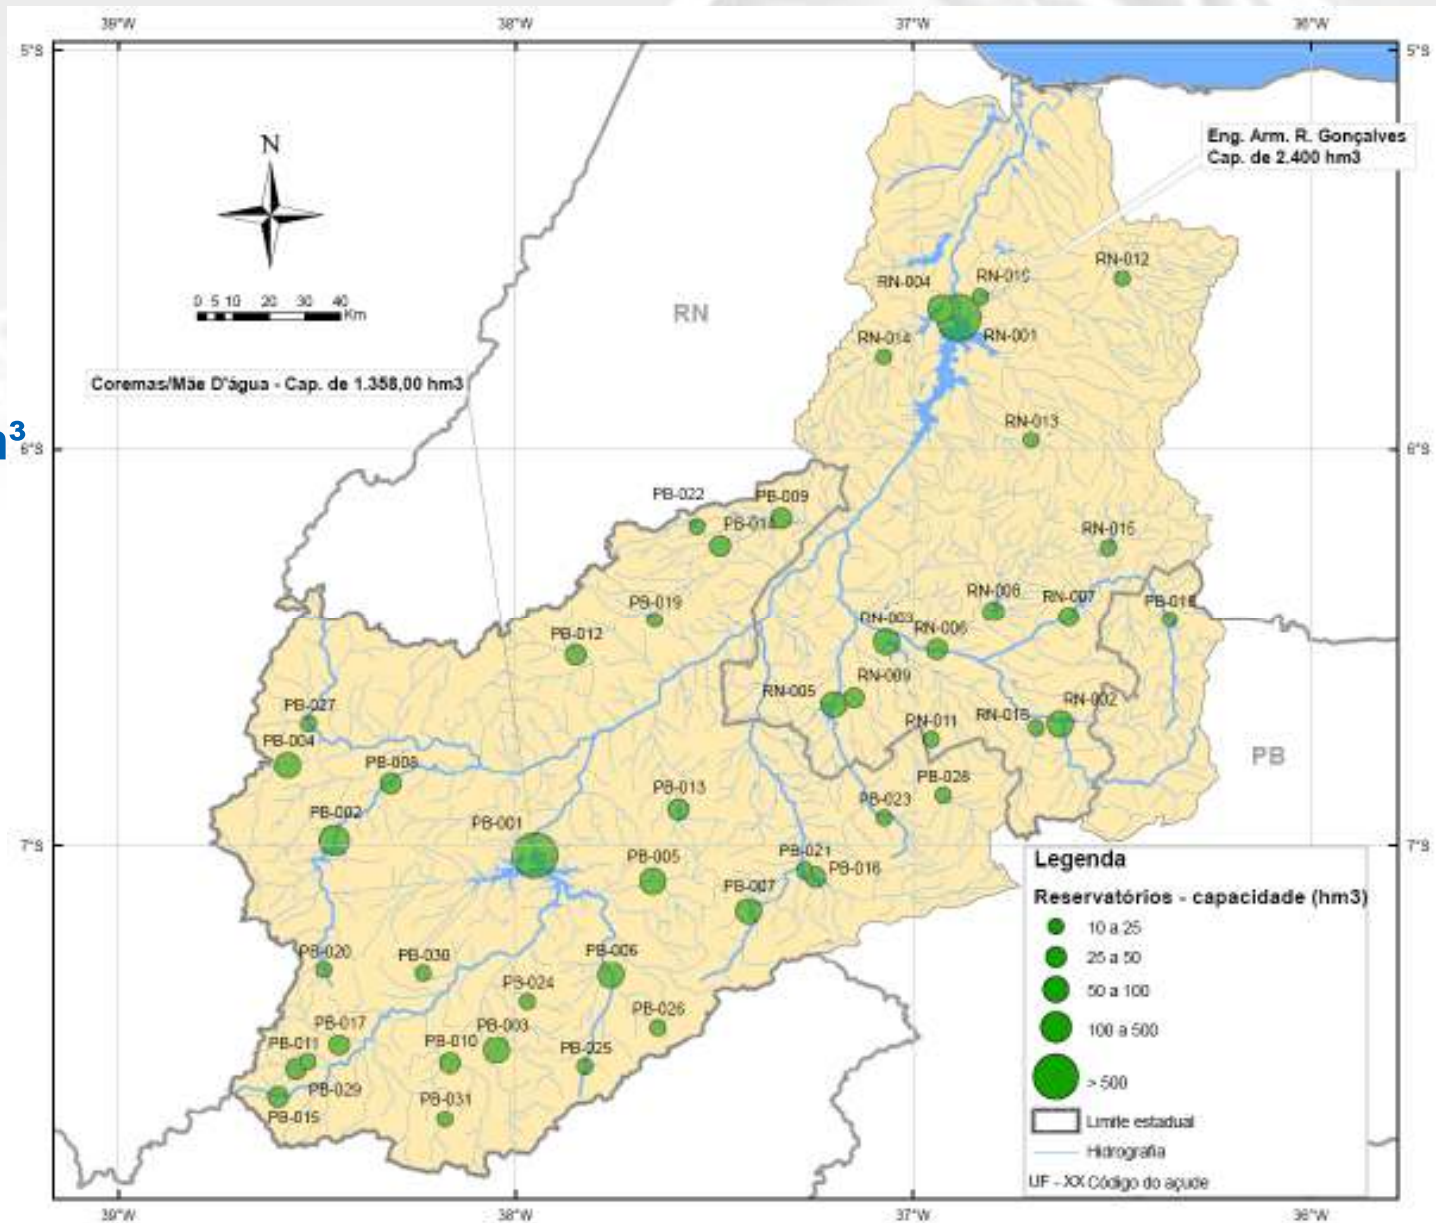 39°W 38°W 37°W 36°W
5°S 5°S
N
Eng. Arm. R. Gonçalves
Cap. de 2.400 hm3
RN-012
RN-004
RN
RN-001
0 5 10 20 30 40
Km
RN-014
Coremas/Mãe D'água - Cap. de 1.358,00 hm3
RN-013
6°S 6°S
PB-022 PB-009
RN-003
RN-007
PB-019
PB-012
RN-006
RN-005
RN-009
RN-002
PB-027
RN-011
PB-004
PB
PB-008
PB-013
PB-023
PB-002
PB-001
7°S 7°S
PB-005
PB-021
PB-016
PB-007
Legenda
Reservatórios - capacidade (hm3)
10 a 25
25 a 50
50 a 100
100 a 500
> 500
Limite estadual
Hidrografia
UF - XX Código do açude
PB-020
PB-030
PB-006
PB-024
PB-026
PB-017
PB-003
PB-011
PB-010
PB-025
PB-029
PB-031
PB-015
39°W 38°W 37°W 36°W